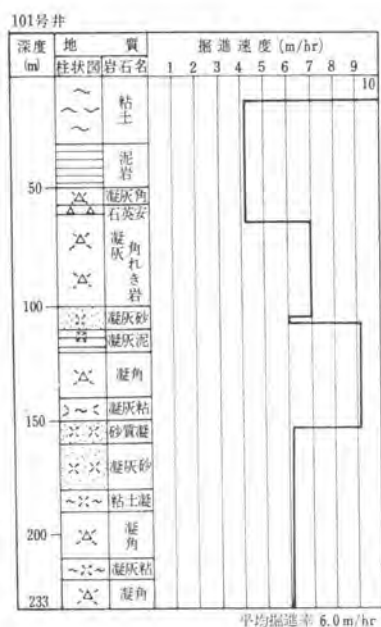 101号井
深度 地質 掘進速度 (m/hr)
(m) 柱状図 岩石名 1 2 3 4 5 6 7 8 9
10
粘土
泥岩
50
凝灰角
石英安
凝灰角れき岩
100
凝灰砂
凝灰泥
凝角
凝灰粘
150
砂質凝
凝灰砂
粘土凝
200
凝角
凝灰粘
233 凝角
平均掘進率 6.0m/hr